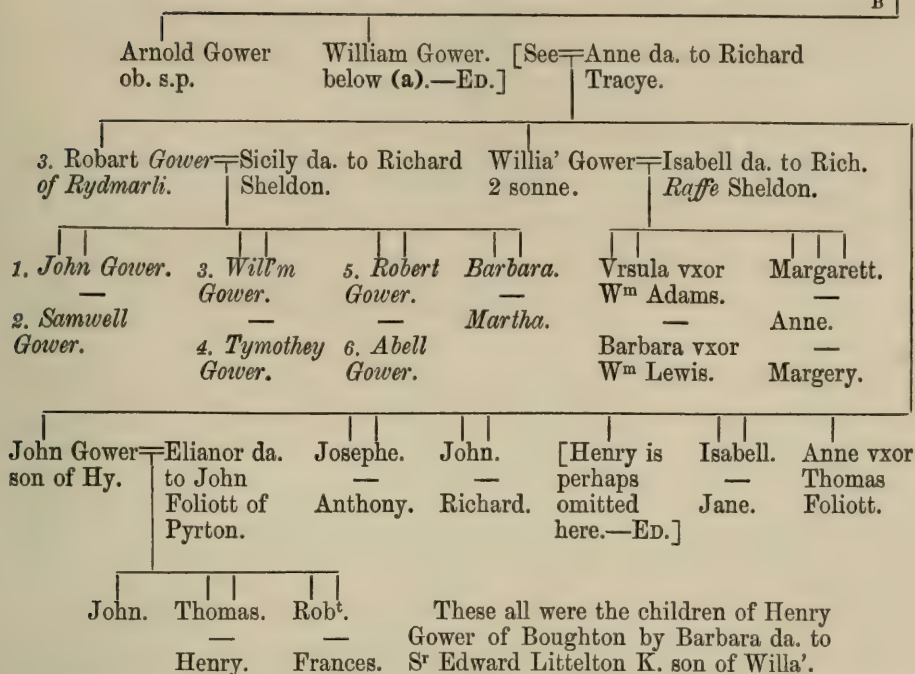 B
Arnold Gower
ob. s.p.
William Gower. [See
below (a).—ED.]
Anne da. to Richard
Tracye.
3. Robart Gower
of Rydmarli.
Sicily da. to Richard
Sheldon.
Willia' Gower
2 sonne.
Isabell da. to Rich.
Raffe Sheldon.
1. John Gower.
—
2. Samwell
Gower.
3. Will'm
Gower.
—
4. Tymothey
Gower.
5. Robert
Gower.
—
6. Abell
Gower.
Barbara.
—
Martha.
Vrsula vxor
Wm Adams.
—
Barbara vxor
Wm Lewis.
Margarett.
—
Anne.
—
Margery.
John Gower
son of Hy.
Elianor da.
to John
Foliott of
Pyrton.
Josephe.
—
Anthony.
John.
—
Richard.
[Henry is
perhaps
omitted
here.—ED.]
Isabell.
—
Jane.
Anne vxor
Thomas
Foliott.
John.
Thomas.
—
Henry.
Robt.
—
Frances.
These all were the children of Henry
Gower of Boughton by Barbara da. to
Sr Edward Littelton K. son of Willa'.